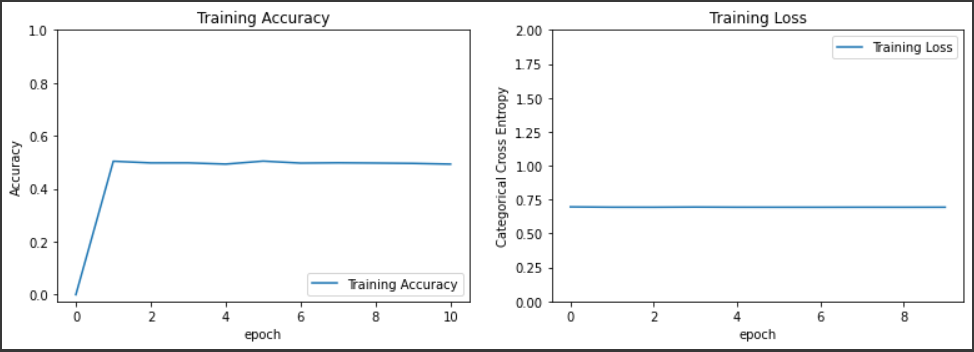 Training Accuracy
1.0
0.8
0.6
0.4
0.2
0.0
Accuracy
Training Accuracy
0 2 4 6 8 10
epoch
Training Loss
2.00
1.75
1.50
1.25
1.00
0.75
0.50
0.25
0.00
Categorical Cross Entropy
Training Loss
0 2 4 6 8
epoch